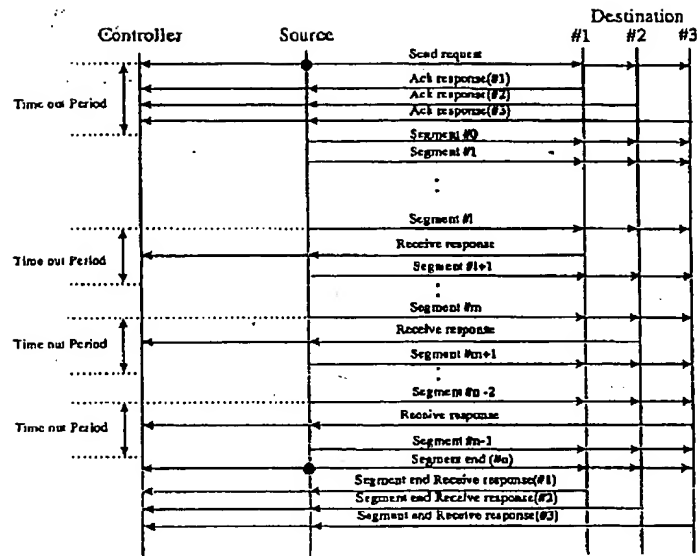 Destination
Controller Source #1 #2 #3
Send request
Ack response(#1)
Ack response(#2)
Time out Period
Ack response(#3)
Segment #0
Segment #1
Segment #i
Receive response
Time out Period
Segment #i+1
Segment #m
Receive response
Time out Period
Segment #m+1
Segment #n-2
Receive response
Time out Period
Segment #n-1
Segment end (#n)
Segment end Receive response(#1)
Segment end Receive response(#2)
Segment end Receive response(#3)